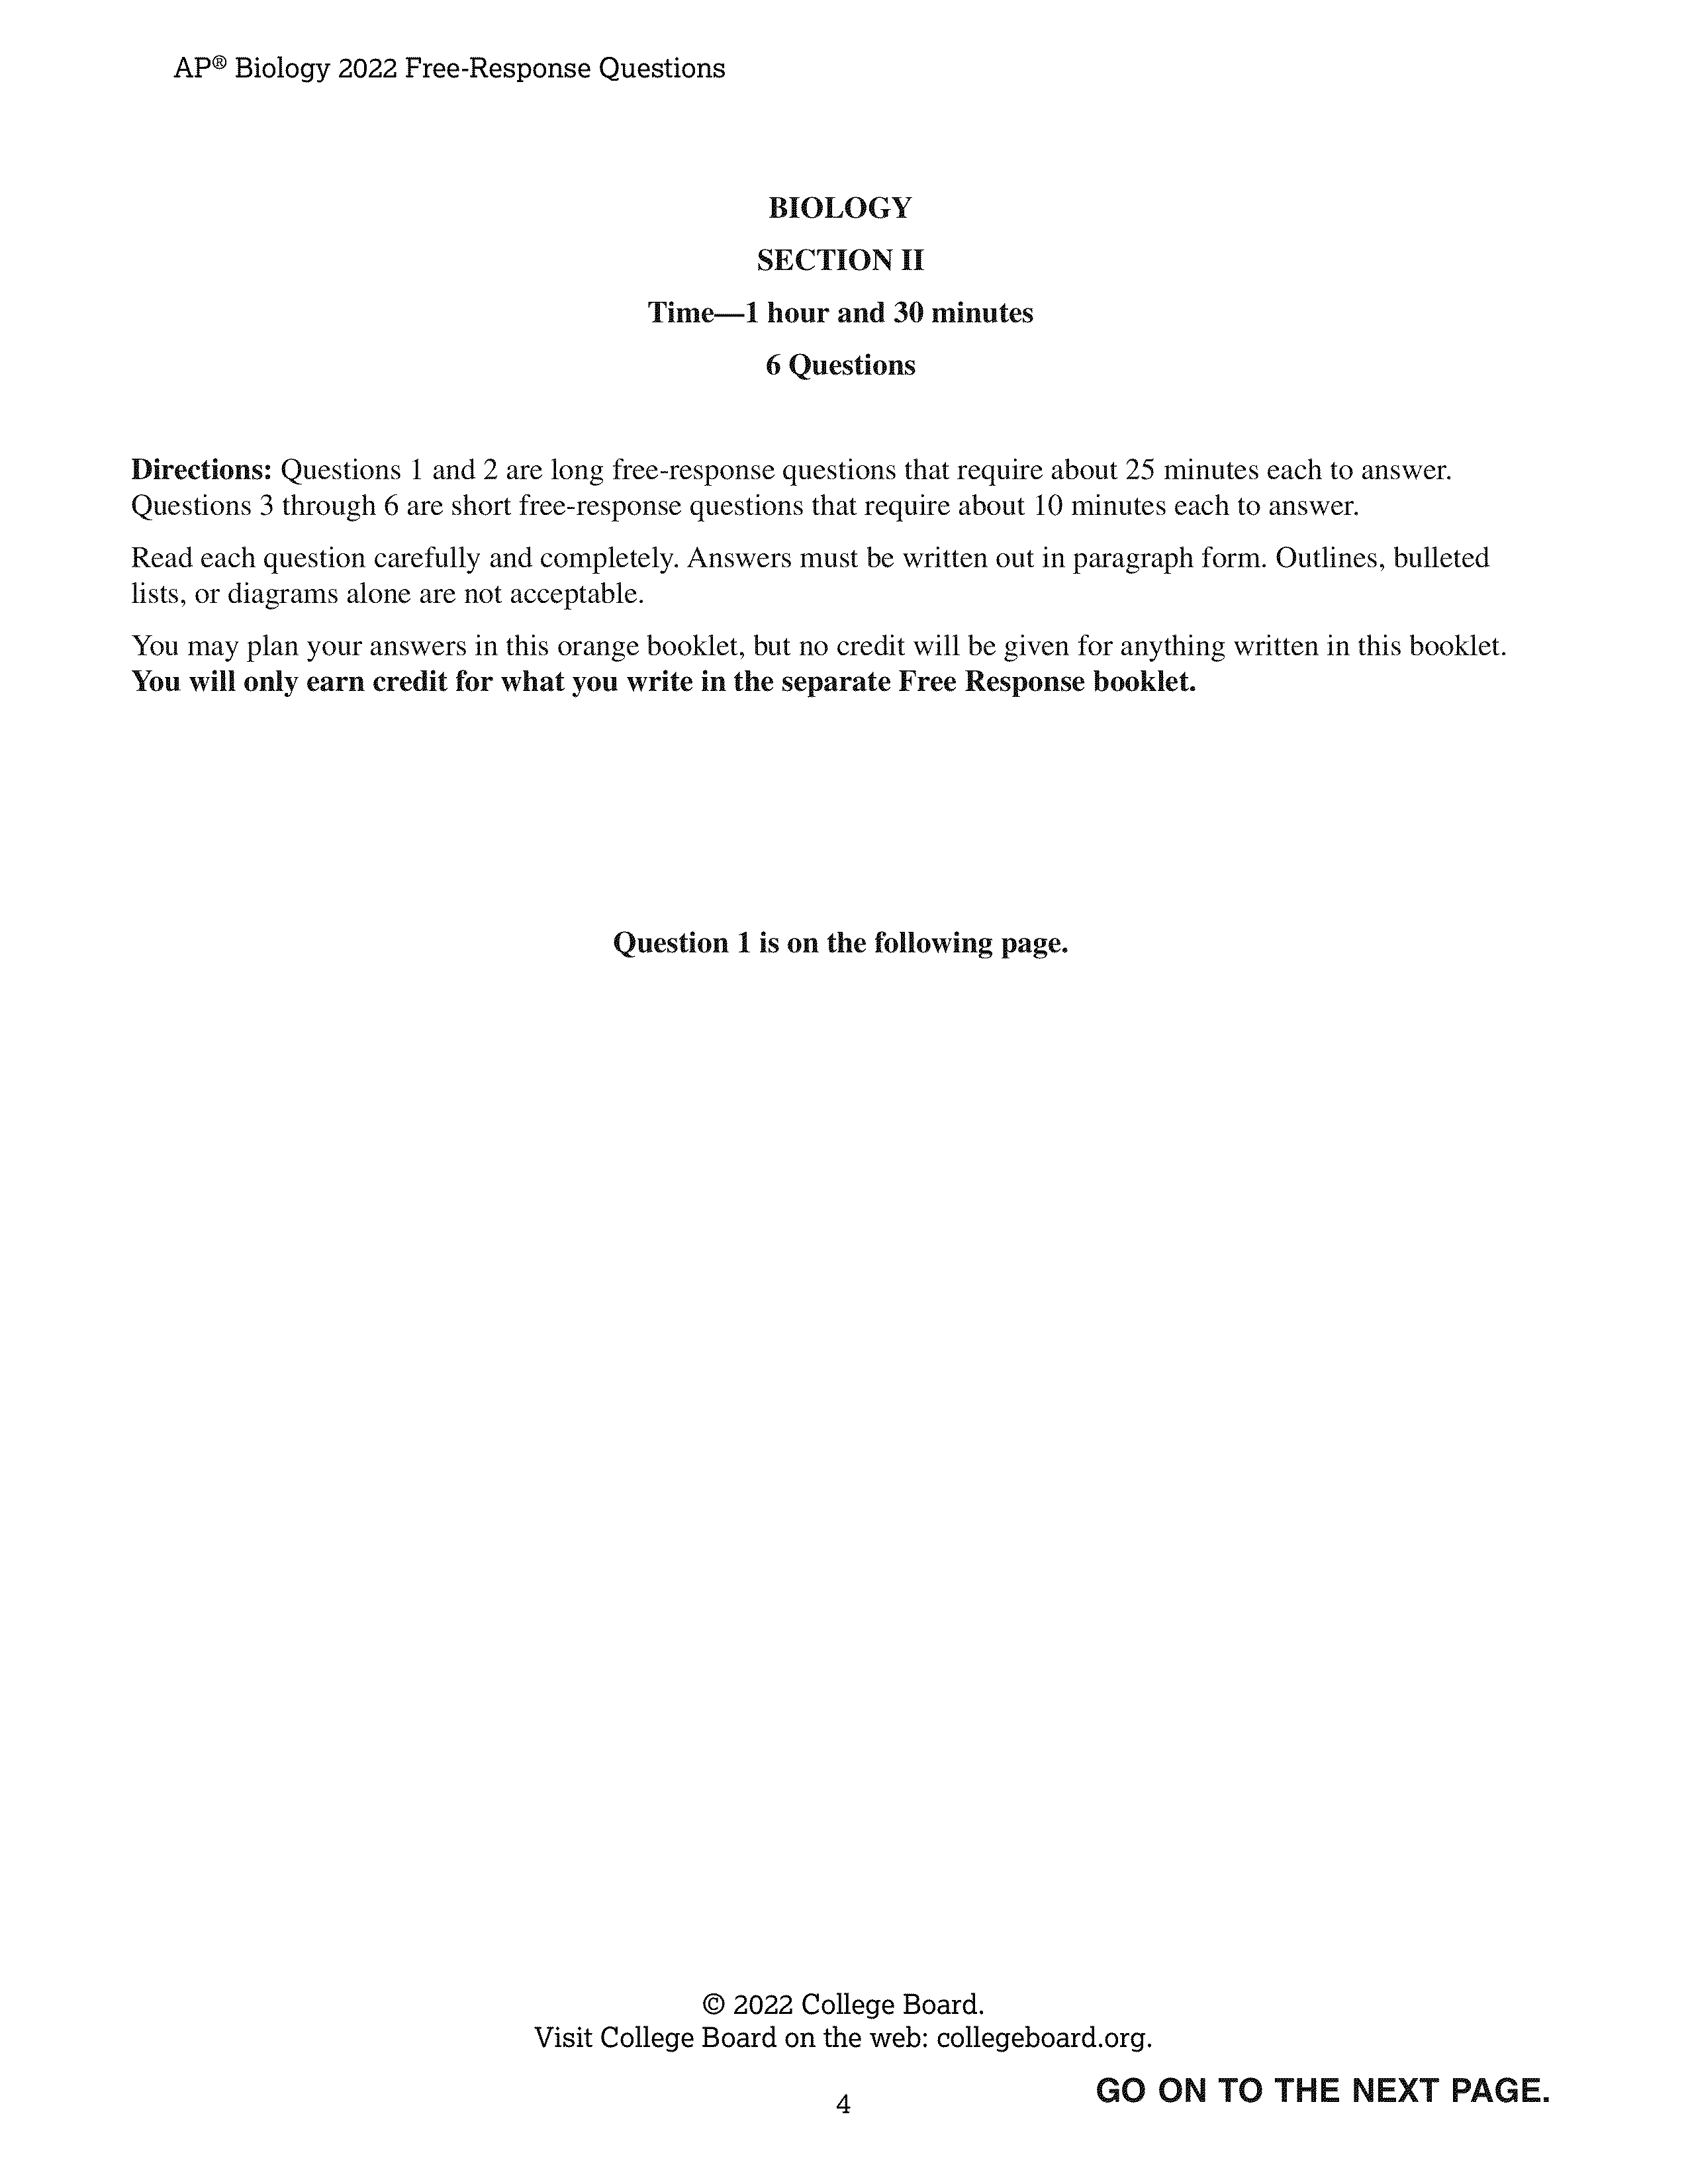 AP® Biology 2022 Free-Response Questions
BIOLOGY
SECTION II
Time—1 hour and 30 minutes
6 Questions
Directions: Questions 1 and 2 are long free-response questions that require about 25 minutes each to answer.
Questions 3 through 6 are short free-response questions that require about 10 minutes each to answer.
Read each question carefully and completely. Answers must be written out in paragraph form. Outlines, bulleted
lists, or diagrams alone are not acceptable.
You may plan your answers in this orange booklet, but no credit will be given for anything written in this booklet.
You will only earn credit for what you write in the separate Free Response booklet.
Question 1 is on the following page.
© 2022 College Board.
Visit College Board on the web: collegeboard.org.
GO ON TO THE NEXT PAGE.
4